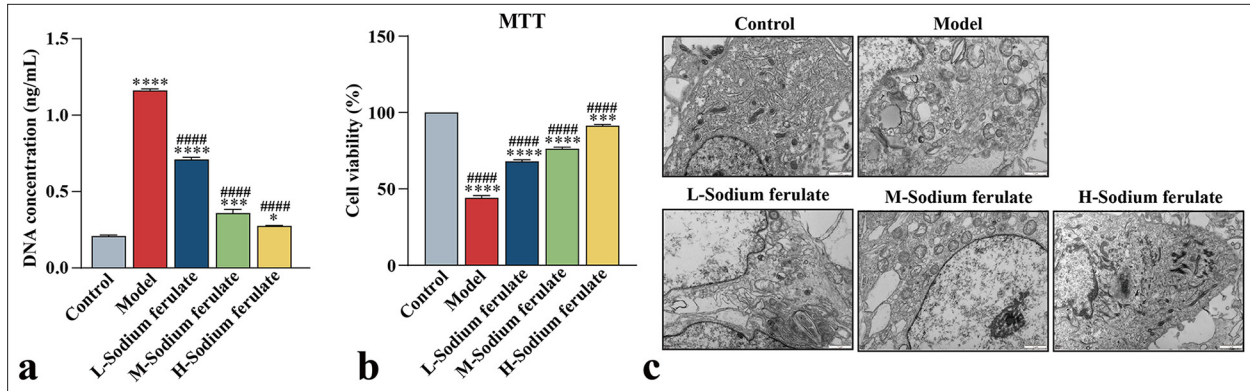 DNA concentration (ng/mL)
1.5
1.0
0.5
0.0
****
####
****
####
***
####
*
Control
Model
L-Sodium ferulate
M-Sodium ferulate
H-Sodium ferulate
a
MTT
Cell viability (%)
150
100
50
0
####
****
####
****
####
****
####
***
Control
Model
L-Sodium ferulate
M-Sodium ferulate
H-Sodium ferulate
b
Control
Model
L-Sodium ferulate
M-Sodium ferulate
H-Sodium ferulate
c